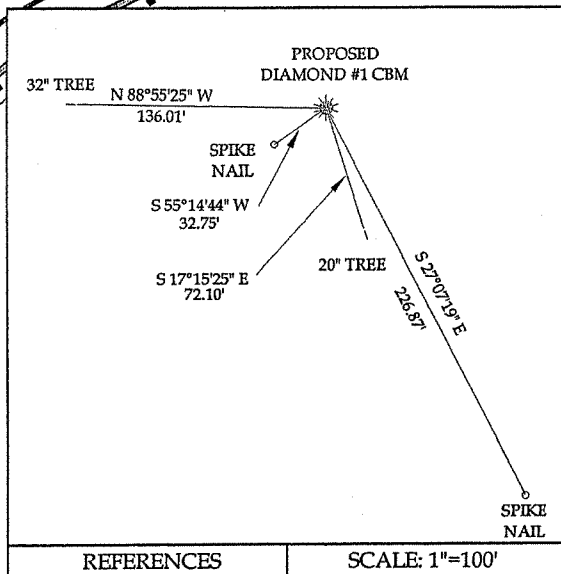 PROPOSED
DIAMOND #1 CBM
32" TREE
N 88°55'25" W
136.01'
SPIKE
NAIL
S 55°14'44" W
32.75'
S 17°15'25" E
72.10'
20" TREE
S 27°07'19" E
226.87'
SPIKE
NAIL
REFERENCES
SCALE: 1"=100'